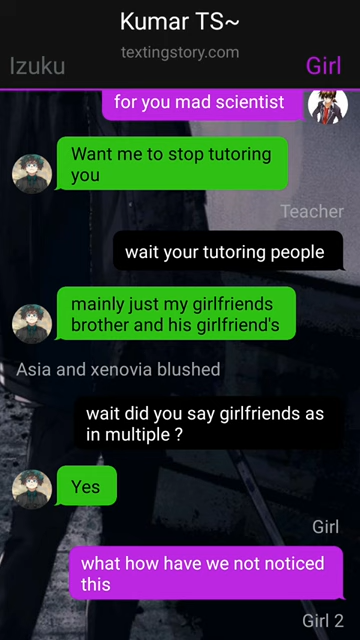 Kumar TS~
textingstory.com
Izuku
Girl
for you mad scientist
Want me to stop tutoring
you
Teacher
wait your tutoring people
mainly just my girlfriends
brother and his girlfriend's
Asia and xenovia blushed
wait did you say girlfriends as
in multiple ?
Yes
Girl
what how have we not noticed
this
Girl 2